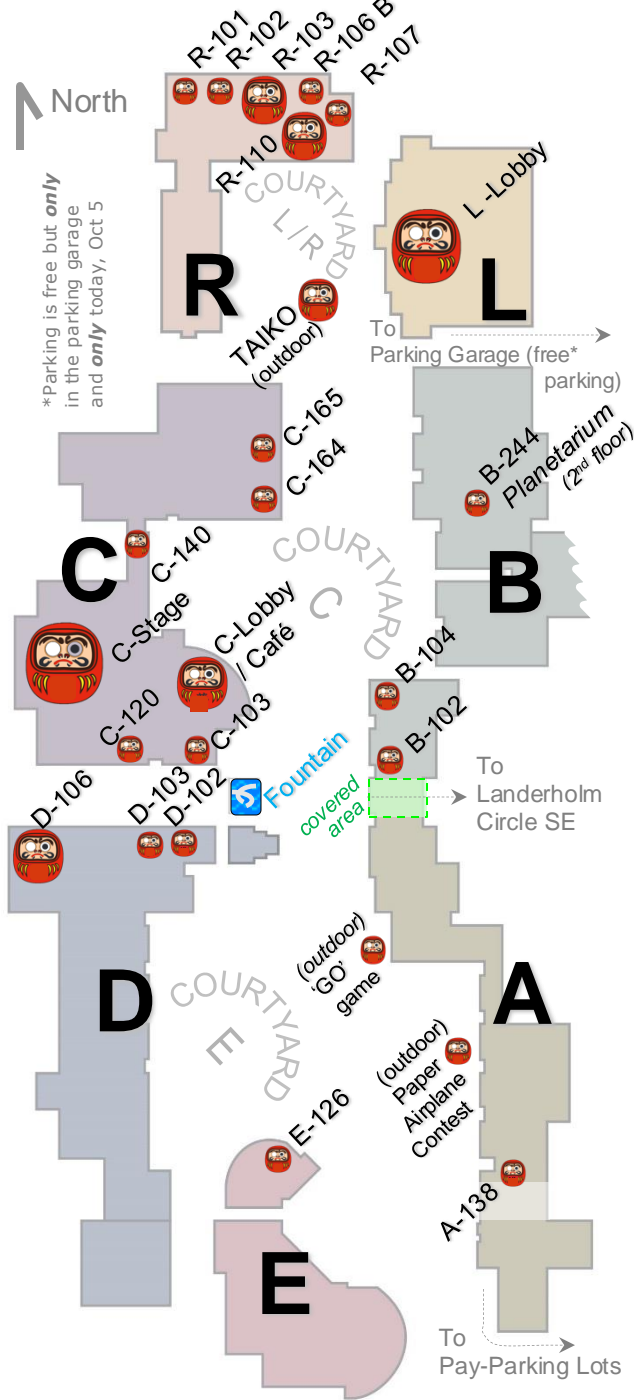 R-101
R-102
R-103
R-106 B
R-107
North
R-110
COURTYARD
L/R
L -Lobby
*Parking is free but only
in the parking garage
and only today, Oct 5
R
L
TAIKO
(outdoor)
To
Parking Garage (free*
parking)
C-165
C-164
B-244
Planetarium
(2nd floor)
C-140
C
COURTYARD
C
B
C-Stage
C-Lobby
/ Café
C-120
C-103
B-104
B-102
Fountain
covered
area
To
Landerholm
Circle SE
D-106
D-103
D-102
(outdoor)
'GO'
game
D
COURTYARD
E
A
(outdoor)
Paper
Airplane
Contest
E-126
A-138
E
To
Pay-Parking Lots